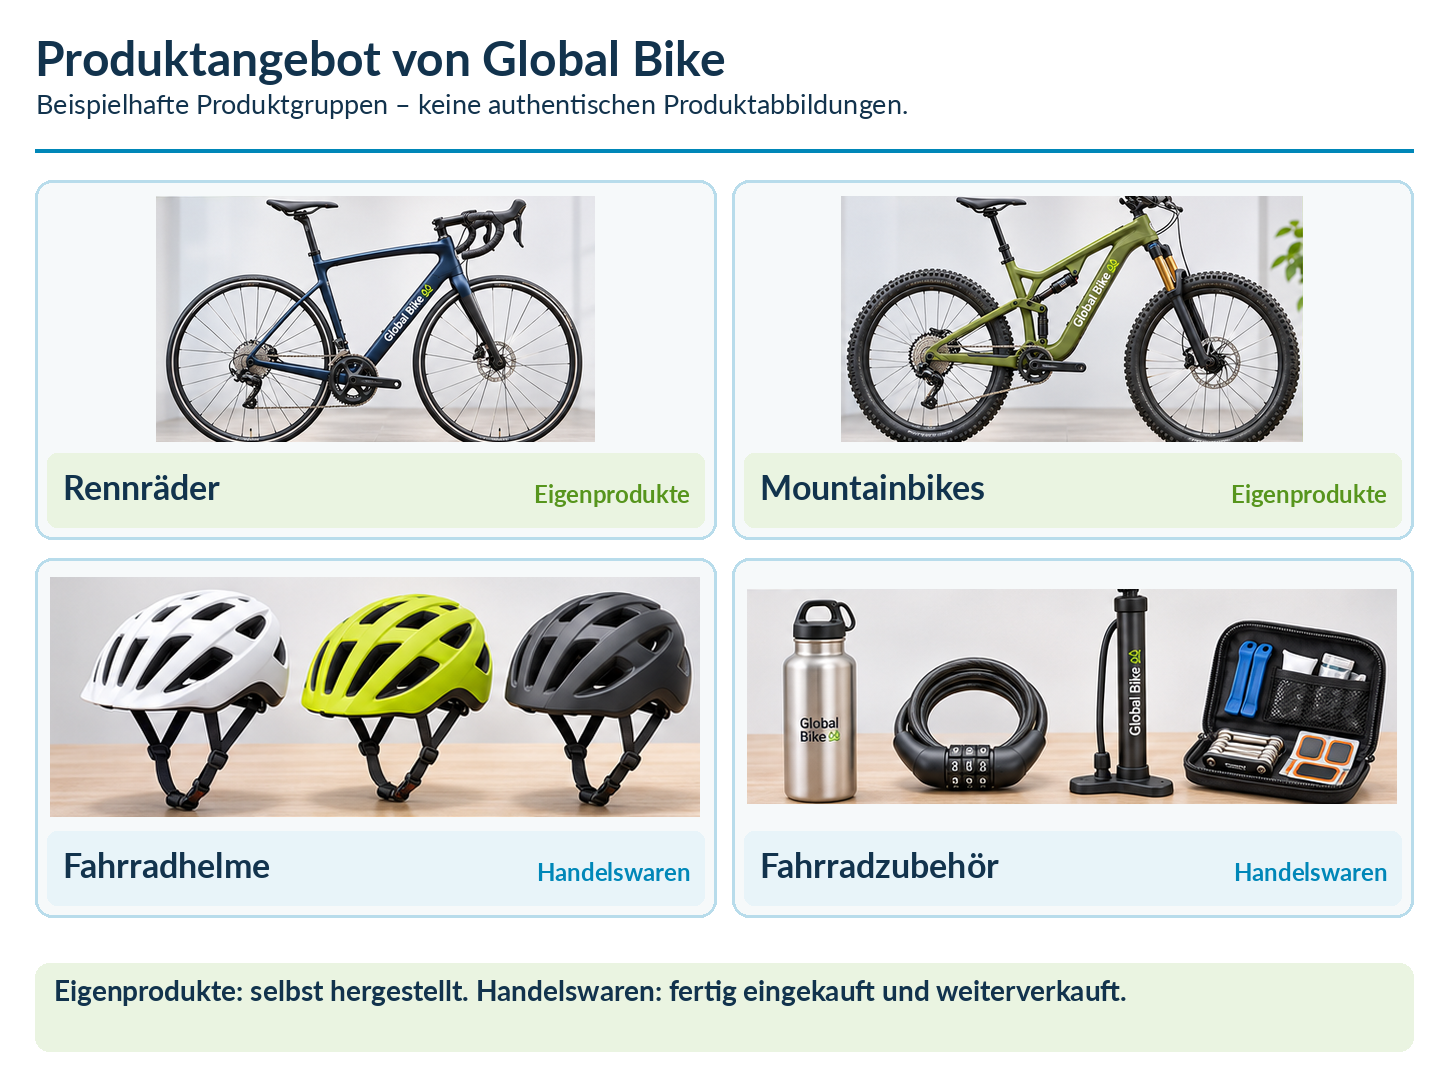 Produktangebot von Global Bike
Beispielhafte Produktgruppen – keine authentischen Produktabbildungen.
Global Bike
Global Bike
Rennräder
Eigenprodukte
Mountainbikes
Eigenprodukte
Global
Bike
Global Bike
Fahrradhelme
Handelswaren
Fahrradzubehör
Handelswaren
Eigenprodukte: selbst hergestellt. Handelswaren: fertig eingekauft und weiterverkauft.